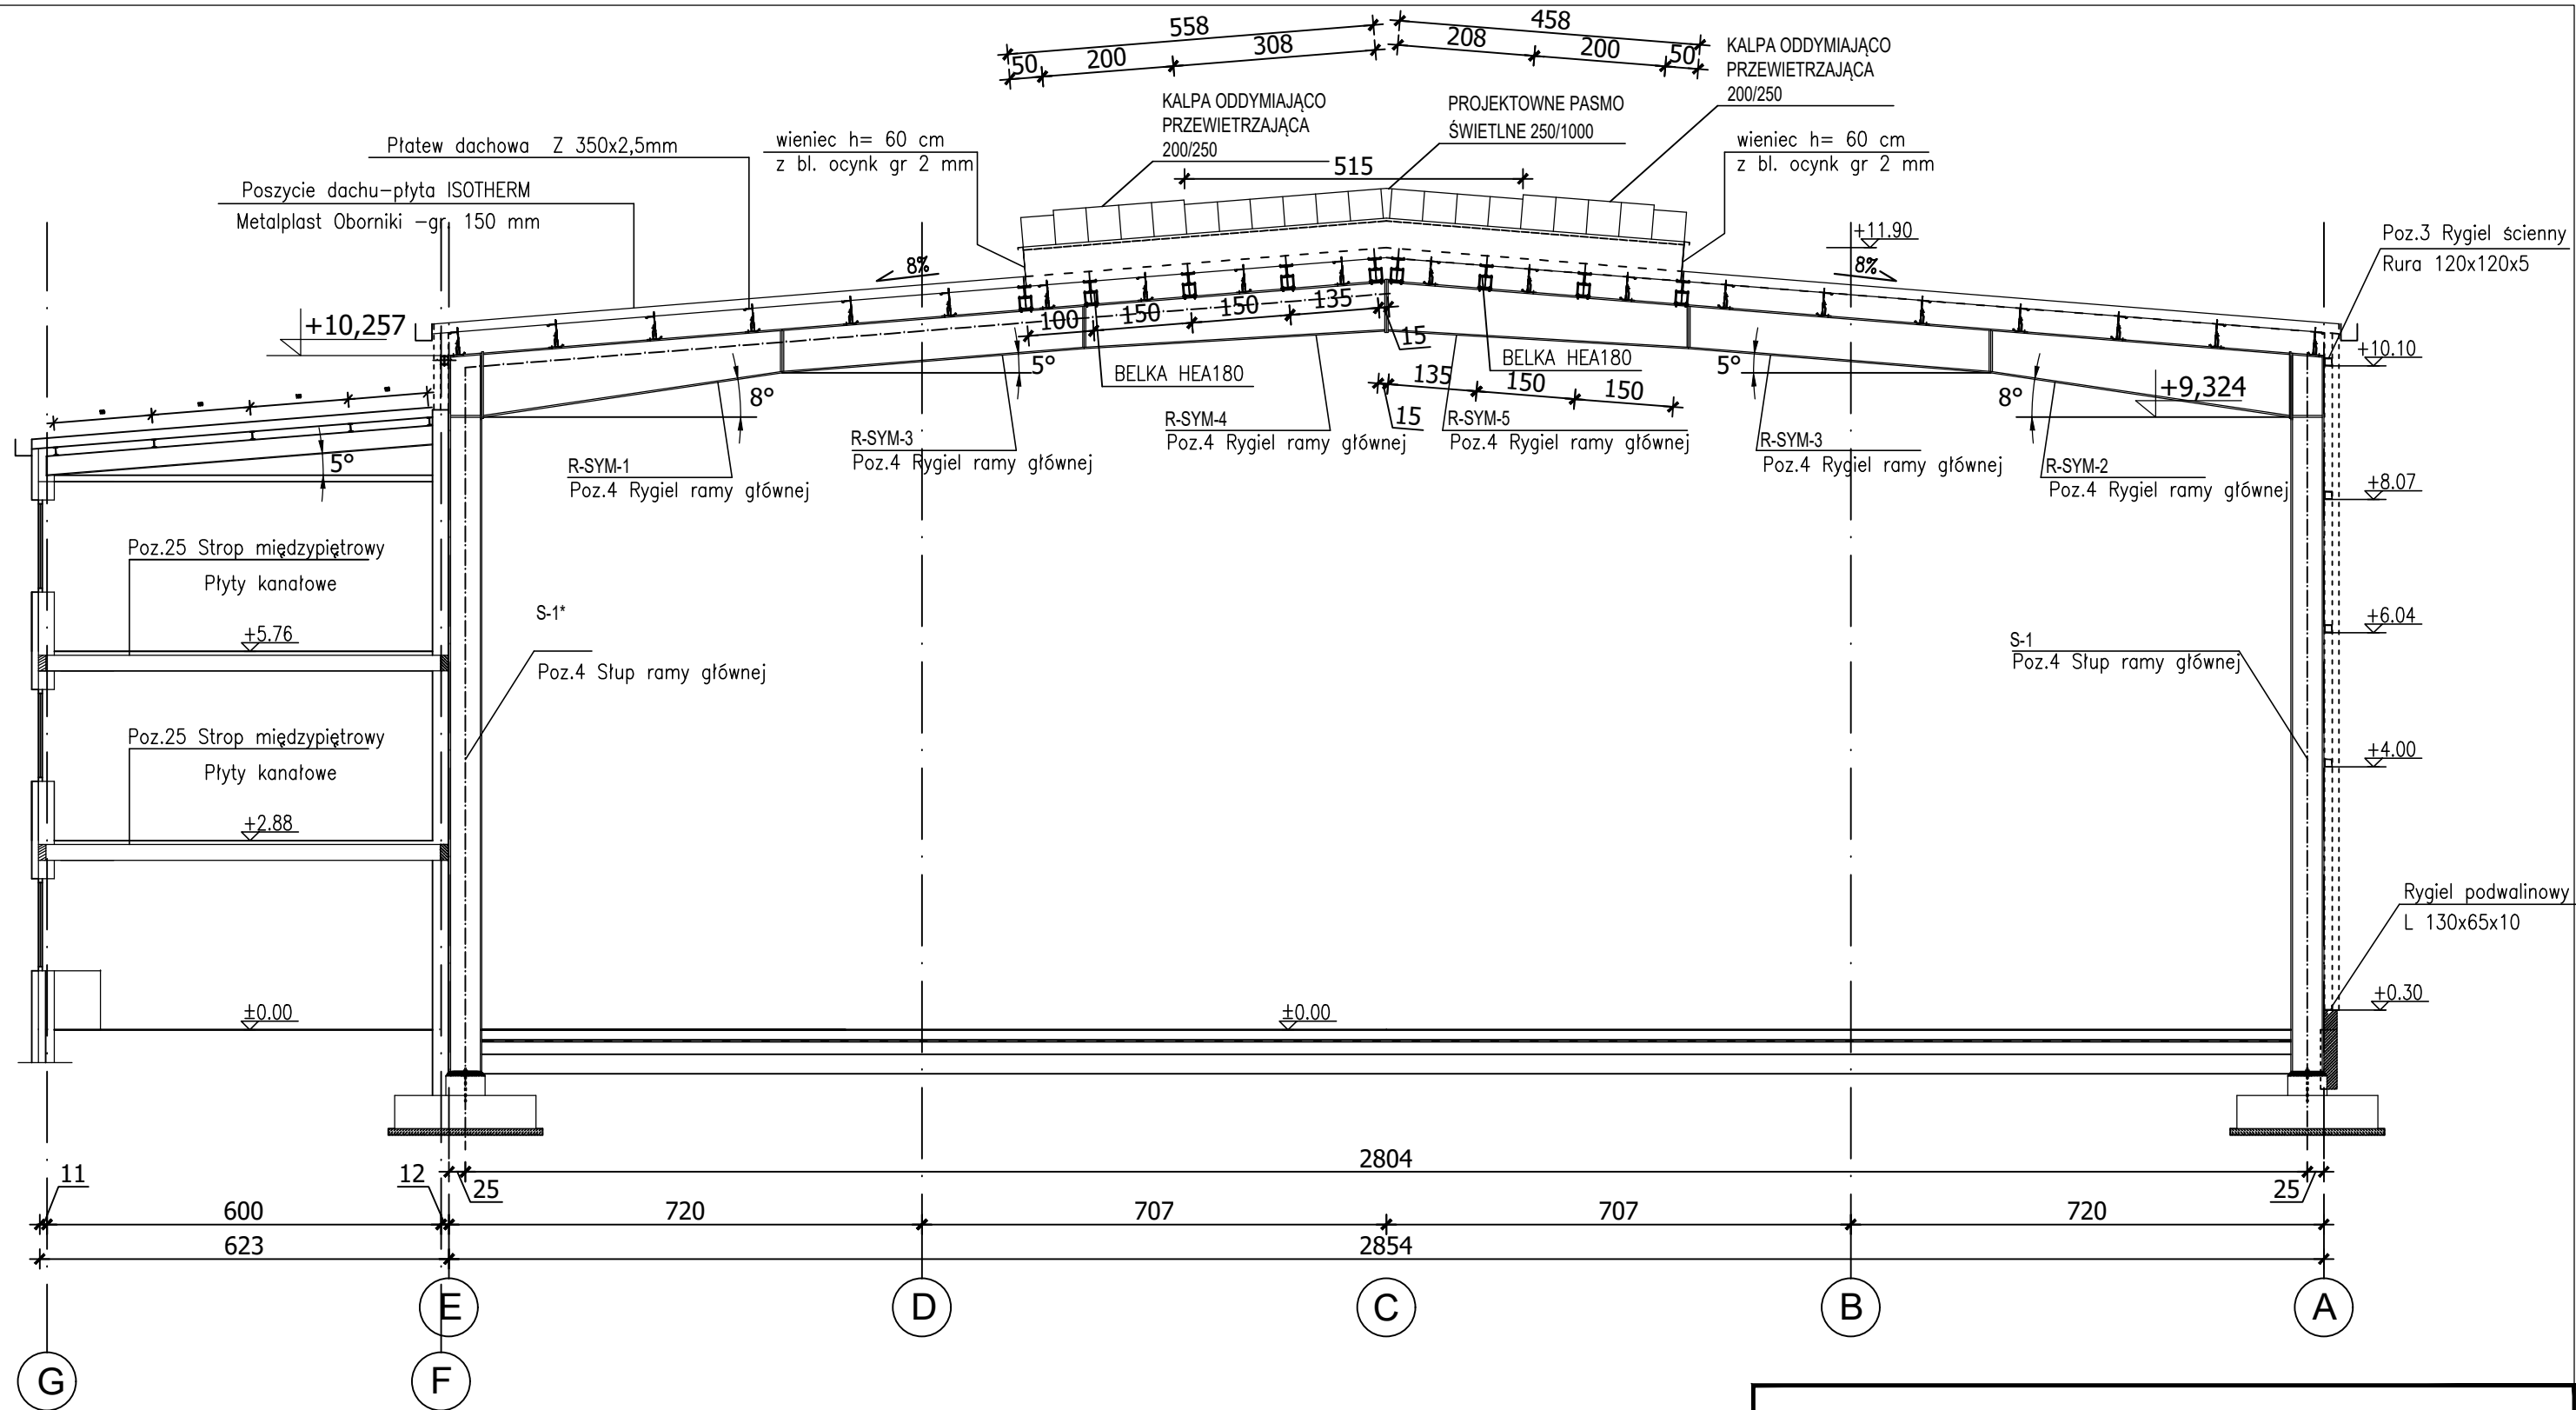 558
458
50
200
308
208
200
50
KALPA ODDYMIAJĄCO
PRZEWIETRZAJĄCA
200/250
KALPA ODDYMIAJĄCO
PRZEWIETRZAJĄCA
200/250
PROJEKTOWNE PASMO
ŚWIETLNE 250/1000
Płatew dachowa Z 350x2,5mm
wieniec h= 60 cm
z bl. ocynk gr 2 mm
wieniec h= 60 cm
z bl. ocynk gr 2 mm
515
Poszycie dachu-płyta ISOTHERM
Metalplast Oborniki -gr. 150 mm
+11.90
Poz.3 Rygiel ścienny
Rura 120x120x5
8%
8%
+10,257
100
150
150
135
15
5°
BELKA HEA180
BELKA HEA180
5°
+10.10
8°
135
150
150
15
8°
+9,324
5°
R-SYM-1
Poz.4 Rygiel ramy głównej
R-SYM-3
Poz.4 Rygiel ramy głównej
R-SYM-4
Poz.4 Rygiel ramy głównej
R-SYM-5
Poz.4 Rygiel ramy głównej
R-SYM-3
Poz.4 Rygiel ramy głównej
R-SYM-2
Poz.4 Rygiel ramy głównej
+8.07
Poz.25 Strop międzypiętrowy
Płyty kanałowe
+5.76
S-1*
Poz.4 Słup ramy głównej
S-1
Poz.4 Słup ramy głównej
+6.04
Poz.25 Strop międzypiętrowy
Płyty kanałowe
+2.88
+4.00
Rygiel podwalinowy
L 130x65x10
±0.00
±0.00
+0.30
2804
11
12
25
25
600
720
707
707
720
623
2854
E
D
C
B
A
G
F